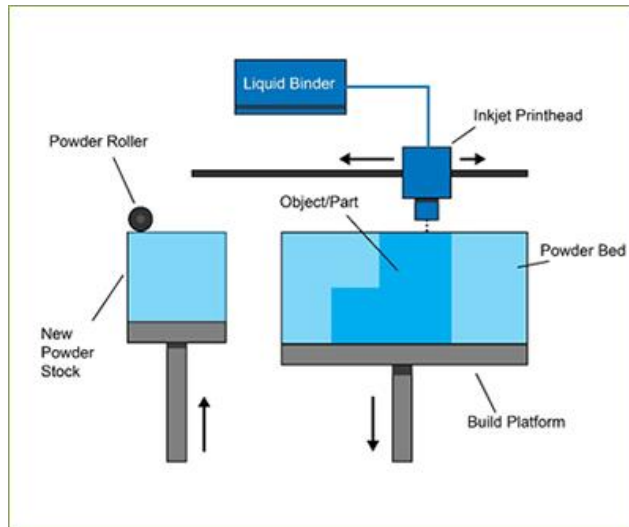 Liquid Binder
Inkjet Printhead
Powder Roller
Object/Part
Powder Bed
New
Powder
Stock
Build Platform